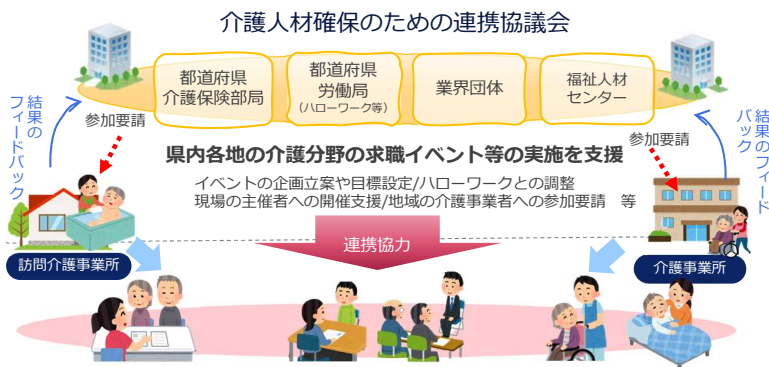 介護人材確保のための連携協議会
都道府県
介護保険部局
都道府県
労働局
(ハローワーク等)
業界団体
福祉人材
センター
結果の
フィードバック
参加要請
参加要請
結果のフィード
バック
県内各地の介護分野の求職イベント等の実施を支援
イベントの企画立案や目標設定/ハローワークとの調整
現場の主催者への開催支援/地域の介護事業者への参加要請 等
連携協力
訪問介護事業所
介護事業所